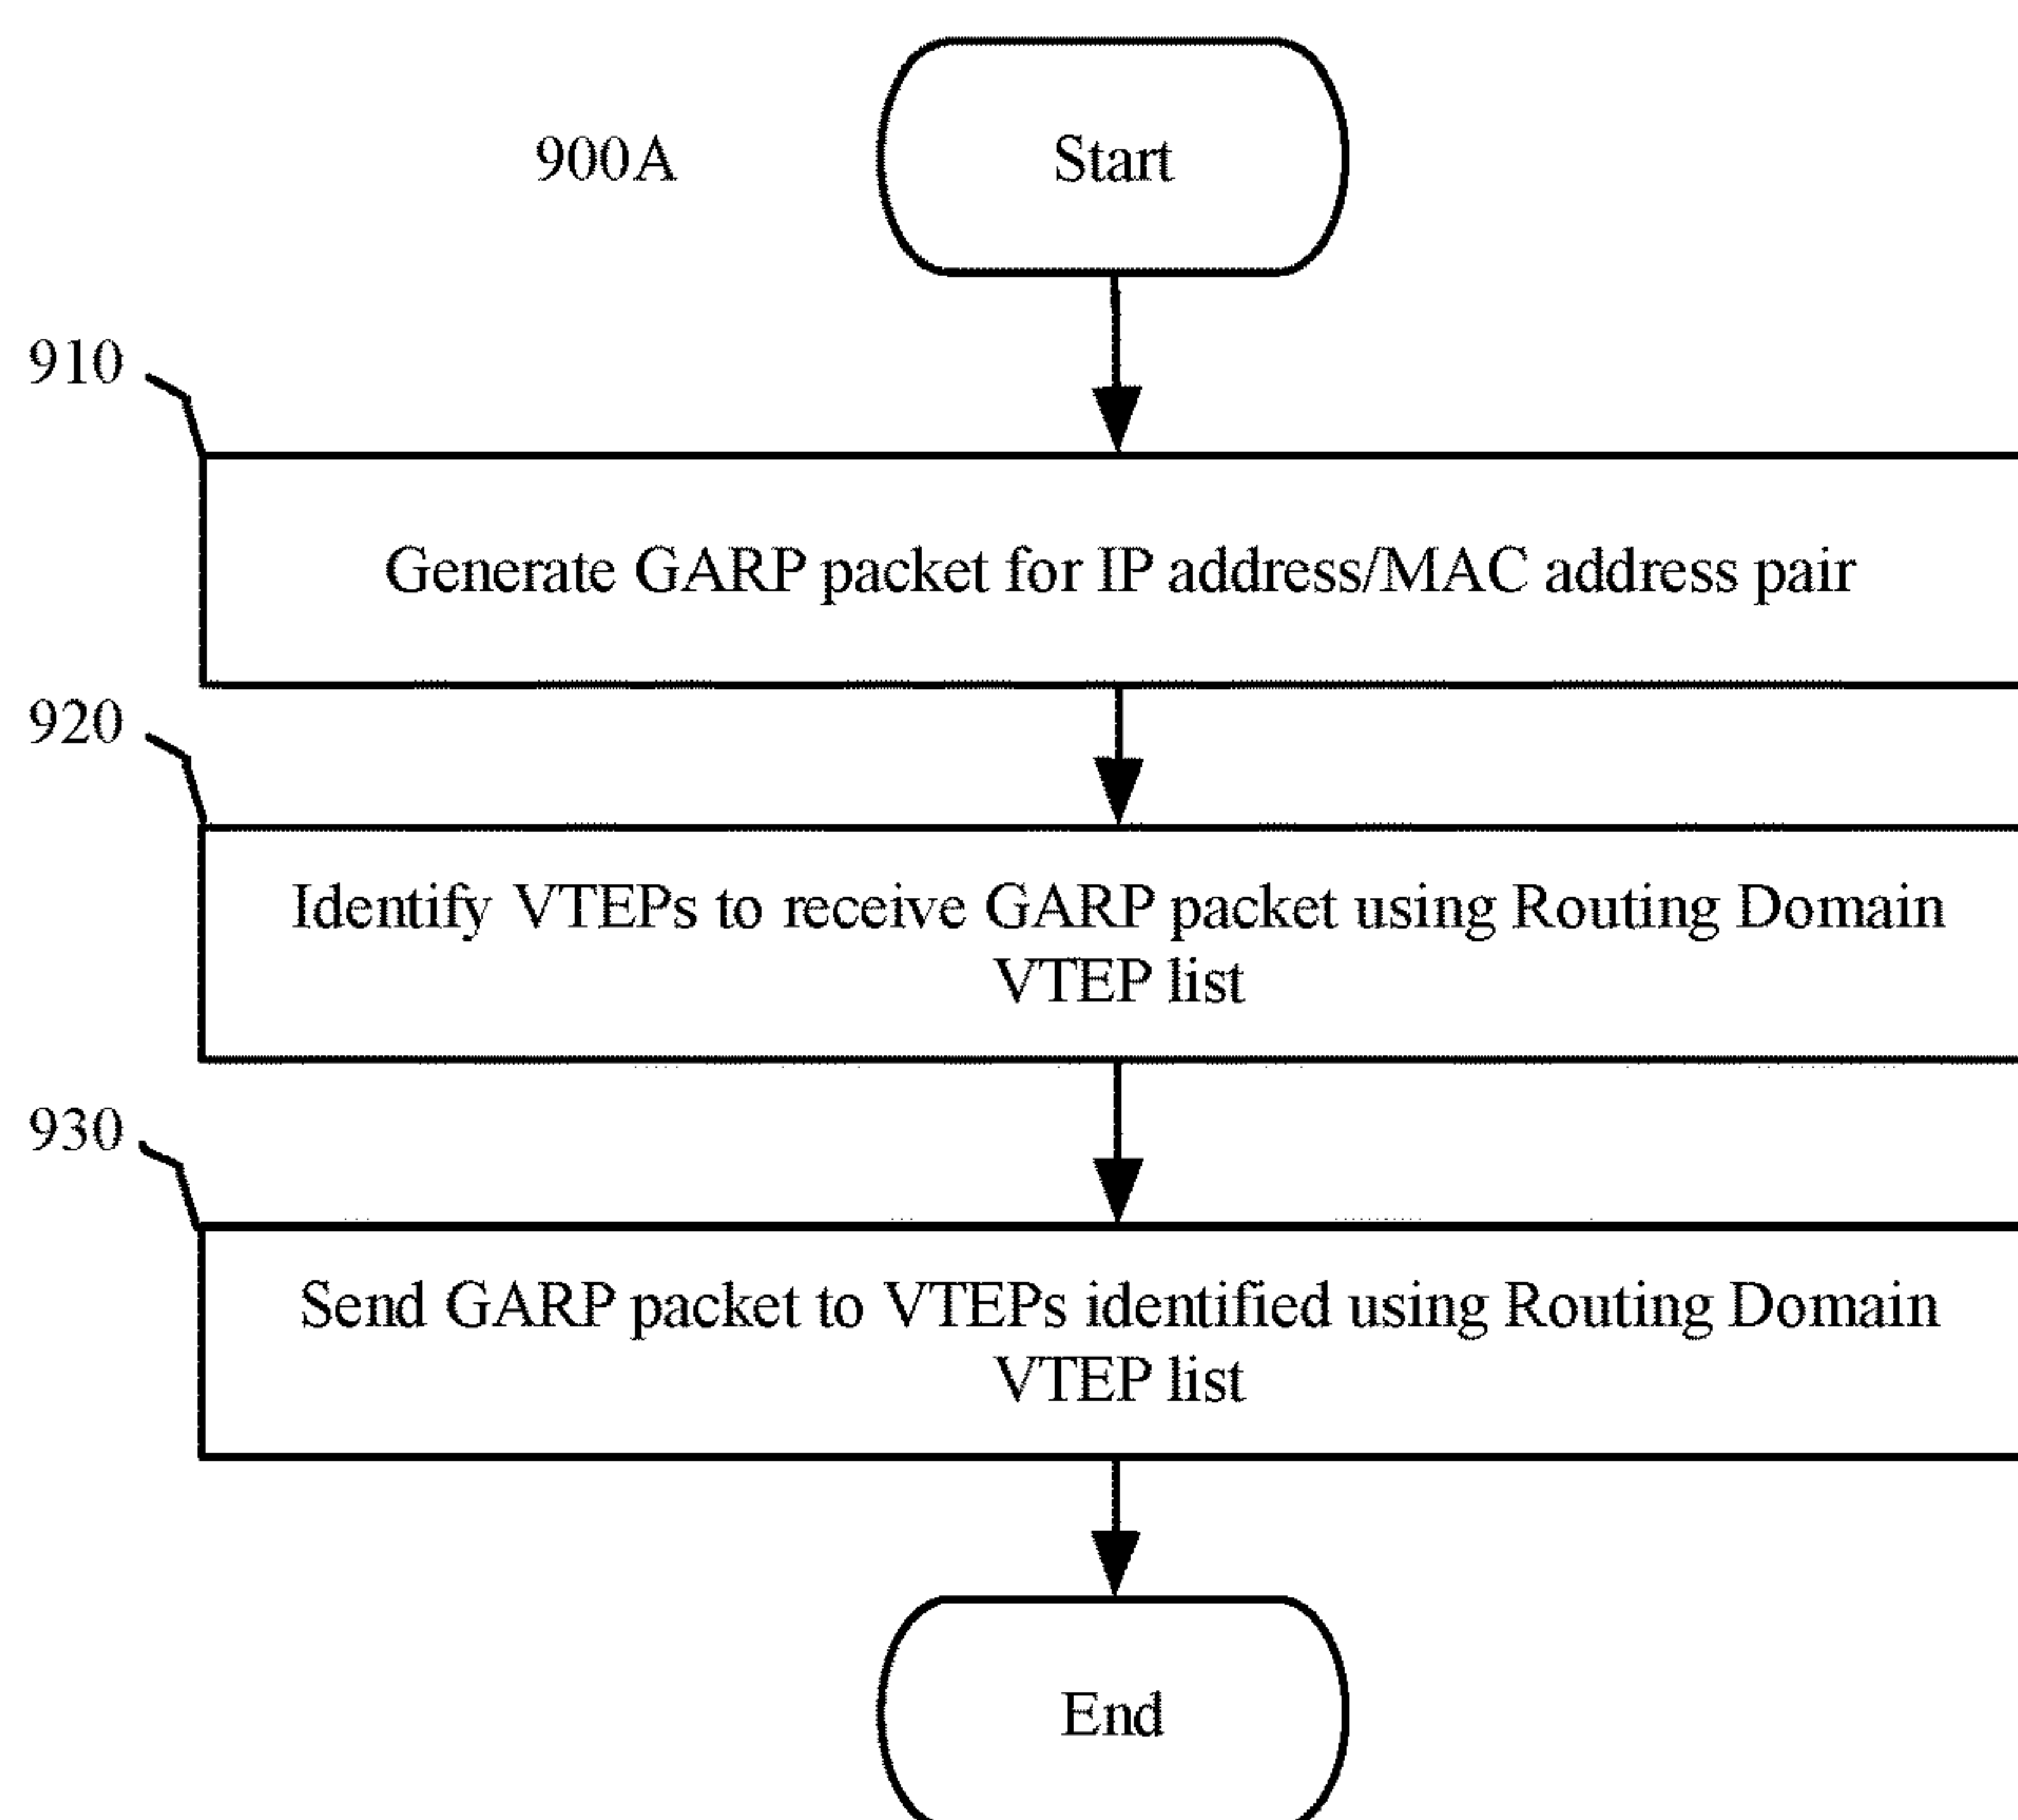 900A
Start
910
Generate GARP packet for IP address/MAC address pair
920
Identify VTEPs to receive GARP packet using Routing Domain
VTEP list
930
Send GARP packet to VTEPs identified using Routing Domain
VTEP list
End